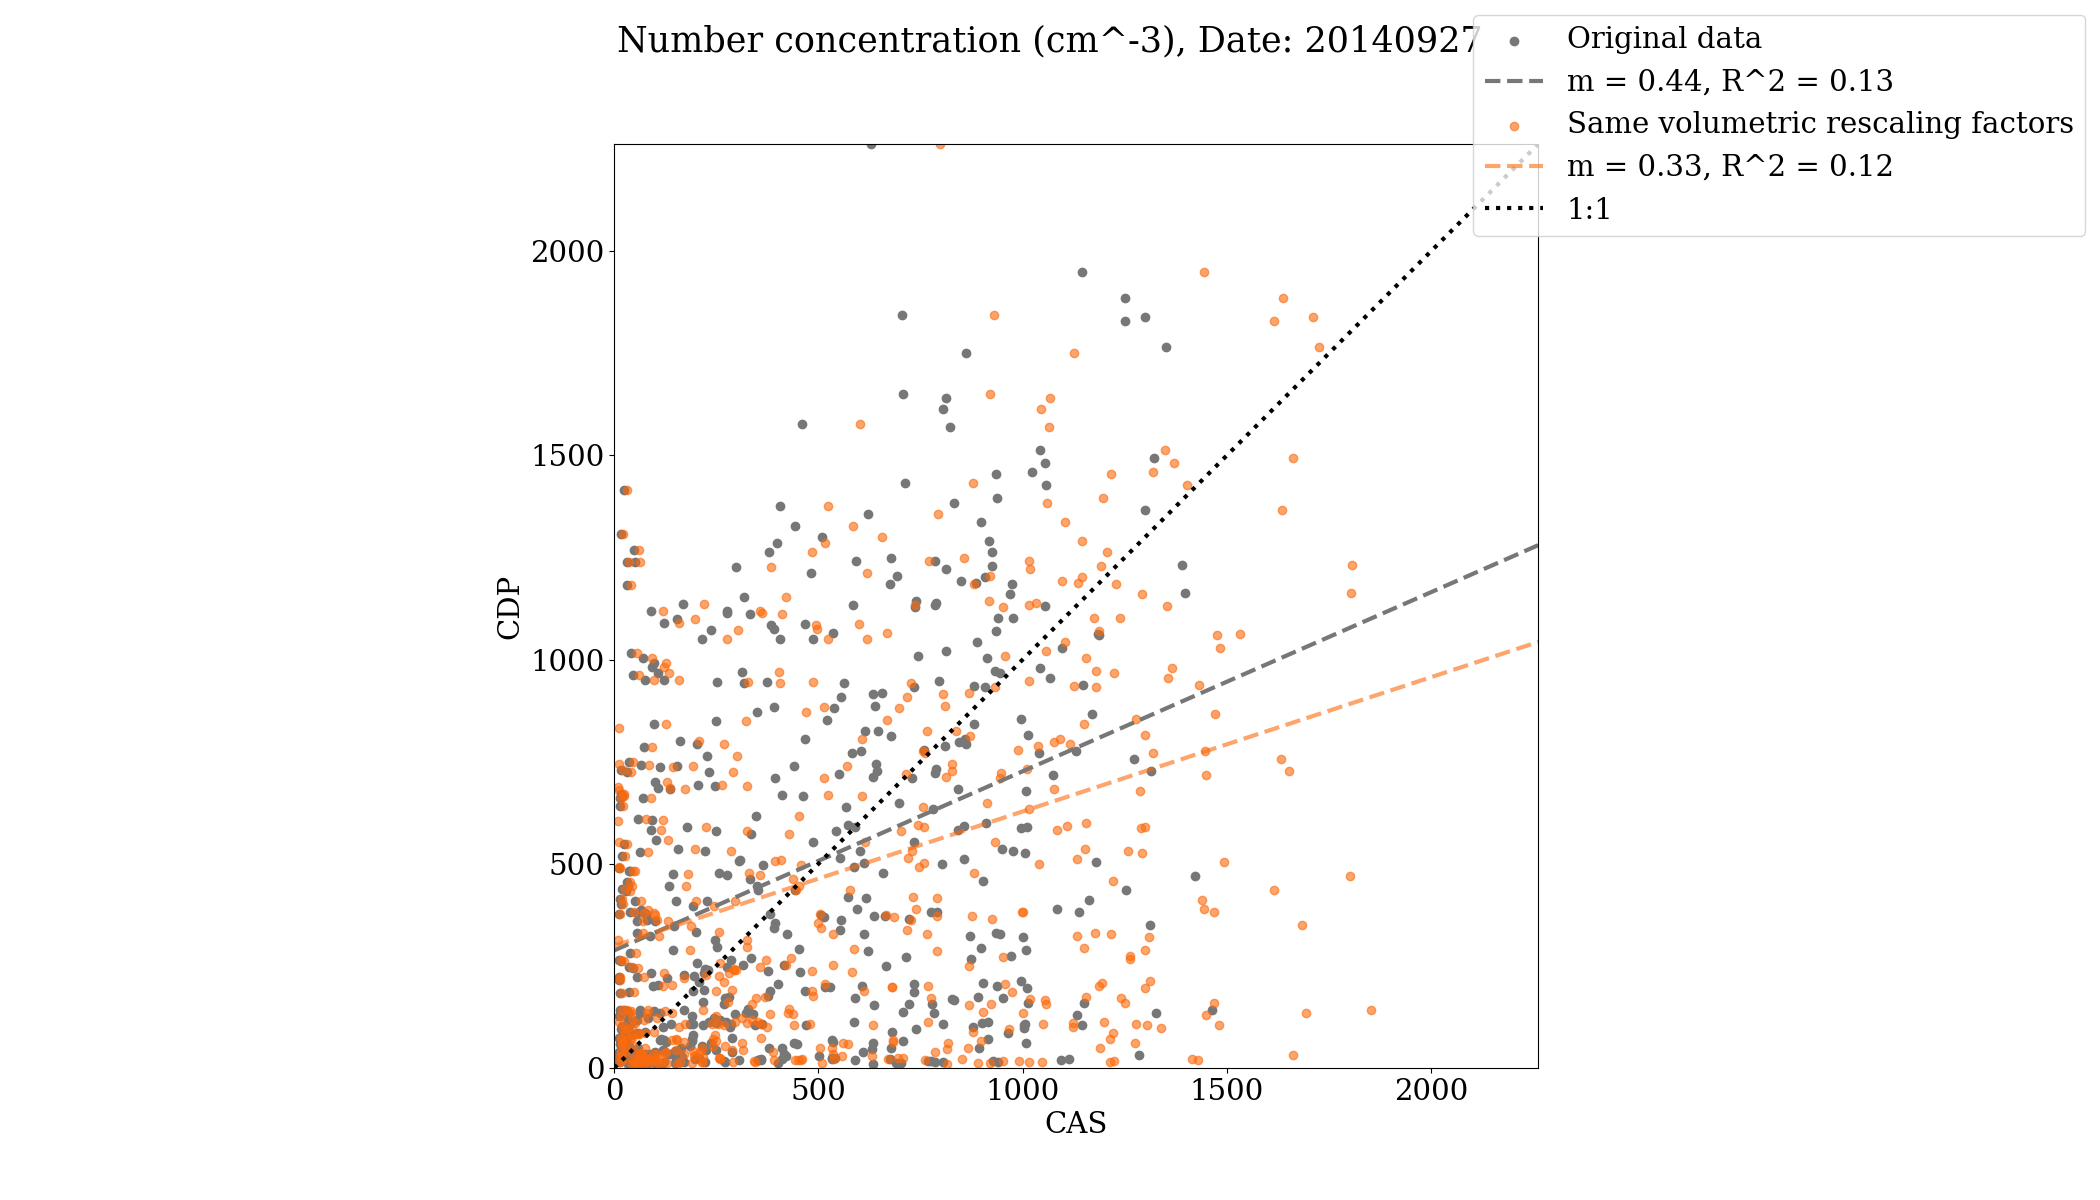 Number concentration (cm^-3), Date: 20140927
Original data
m = 0.44, R^2 = 0.13
Same volumetric rescaling factors
m = 0.33, R^2 = 0.12
1:1
2000
1500
1000
500
0
CDP
0 500 1000 1500 2000
CAS